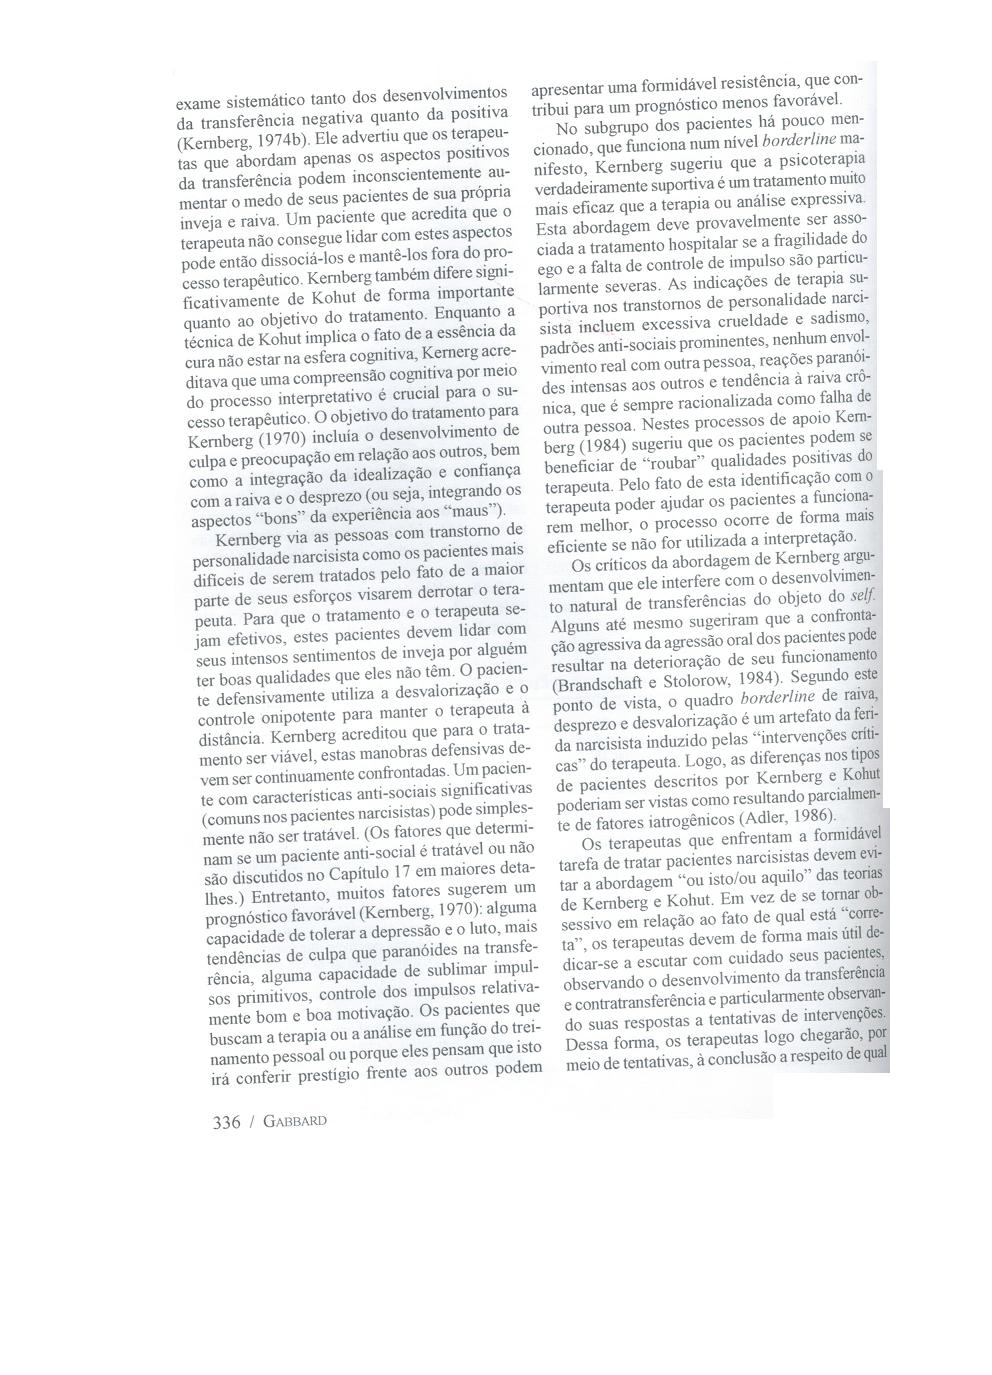 exame sistemático tanto dos desenvolvimentos
da transferência negativa quanto da positiva
(Kernberg, 1974b). Ele advertiu que os terapeu-
tas que abordam apenas os aspectos positivos
da transferência podem inconscientemente au-
mentar o medo de seus pacientes de sua própria
inveja e raiva. Um paciente que acredita que o
terapeuta não consegue lidar com estes aspectos
pode então dissociá-los e mantê-los fora do pro-
cesso terapêutico. Kernberg também difere signi-
ficativamente de Kohut de forma importante
quanto ao objetivo do tratamento. Enquanto a
técnica de Kohut implica o fato de a essência da
cura não estar na esfera cognitiva, Kernerg acre-
ditava que uma compreensão cognitiva por meio
do processo interpretativo é crucial para o su-
cesso terapêutico. O objetivo do tratamento para
Kernberg (1970) incluía o desenvolvimento de
culpa e preocupação em relação aos outros, bem
como a integração da idealização e confiança
com a raiva e o desprezo (ou seja, integrando os
aspectos “bons” da experiência aos “maus”).
Kernberg via as pessoas com transtorno de
personalidade narcisista como os pacientes mais
difíceis de serem tratados pelo fato de a maior
parte de seus esforços visarem derrotar o tera-
peuta. Para que o tratamento e o terapeuta se-
jam efetivos, estes pacientes devem lidar com
seus intensos sentimentos de inveja por alguém
ter boas qualidades que eles não têm. O pacien-
te defensivamente utiliza a desvalorização e o
controle onipotente para manter o terapeuta à
distância. Kernberg acreditou que para o trata-
mento ser viável, estas manobras defensivas de-
vem ser continuamente confrontadas. Um pacien-
te com características anti-sociais significativas
(comuns nos pacientes narcisistas) pode simples-
mente não ser tratável. (Os fatores que determi-
nam se um paciente anti-social é tratável ou não
são discutidos no Capítulo 17 em maiores deta-
lhes.) Entretanto, muitos fatores sugerem um
prognóstico favorável (Kernberg, 1970): alguma
capacidade de tolerar a depressão e o luto, mais
tendências de culpa que paranóides na transfe-
rência, alguma capacidade de sublimar impul-
sos primitivos, controle dos impulsos relativa-
mente bom e boa motivação. Os pacientes que
buscam a terapia ou a análise em função do trei-
namento pessoal ou porque eles pensam que isto
irá conferir prestígio frente aos outros podem
apresentar uma formidável resistência, que con-
tribui para um prognóstico menos favorável.
No subgrupo dos pacientes há pouco men-
cionado, que funciona num nível borderline ma-
nifesto, Kernberg sugeriu que a psicoterapia
verdadeiramente suportiva é um tratamento muito
mais eficaz que a terapia ou análise expressiva.
Esta abordagem deve provavelmente ser asso-
ciada a tratamento hospitalar se a fragilidade do
ego e a falta de controle de impulso são particu-
larmente severas. As indicações de terapia su-
portiva nos transtornos de personalidade narci-
sista incluem excessiva crueldade e sadismo,
padrões anti-sociais prominentes, nenhum envol-
vimento real com outra pessoa, reações paranói-
des intensas aos outros e tendência à raiva crô-
nica, que é sempre racionalizada como falha de
outra pessoa. Nestes processos de apoio Kern-
berg (1984) sugeriu que os pacientes podem se
beneficiar de “roubar” qualidades positivas do
terapeuta. Pelo fato de esta identificação com o
terapeuta poder ajudar os pacientes a funciona-
rem melhor, o processo ocorre de forma mais
eficiente se não for utilizada a interpretação.
Os críticos da abordagem de Kernberg argu-
mentam que ele interfere com o desenvolvimen-
to natural de transferências do objeto do self.
Alguns até mesmo sugeriram que a confronta-
ção agressiva da agressão oral dos pacientes pode
resultar na deterioração de seu funcionamento
(Brandschaft e Stolorow, 1984). Segundo este
ponto de vista, o quadro borderline de raiva,
desprezo e desvalorização é um artefato da feri-
da narcisista induzido pelas “intervenções críti-
cas” do terapeuta. Logo, as diferenças nos tipos
de pacientes descritos por Kernberg e Kohut
poderiam ser vistas como resultando parcialmen-
te de fatores iatrogênicos (Adler, 1986).
Os terapeutas que enfrentam a formidável
tarefa de tratar pacientes narcisistas devem evi-
tar a abordagem “ou isto/ou aquilo” das teorias
de Kernberg e Kohut. Em vez de se tornar ob-
sessivo em relação ao fato de qual está “corre-
ta”, os terapeutas devem de forma mais útil de-
dicar-se a escutar com cuidado seus pacientes,
observando o desenvolvimento da transferência
e contratransferência e particularmente observan-
do suas respostas a tentativas de intervenções.
Dessa forma, os terapeutas logo chegarão, por
meio de tentativas, à conclusão a respeito de qual
336 / GABBARD